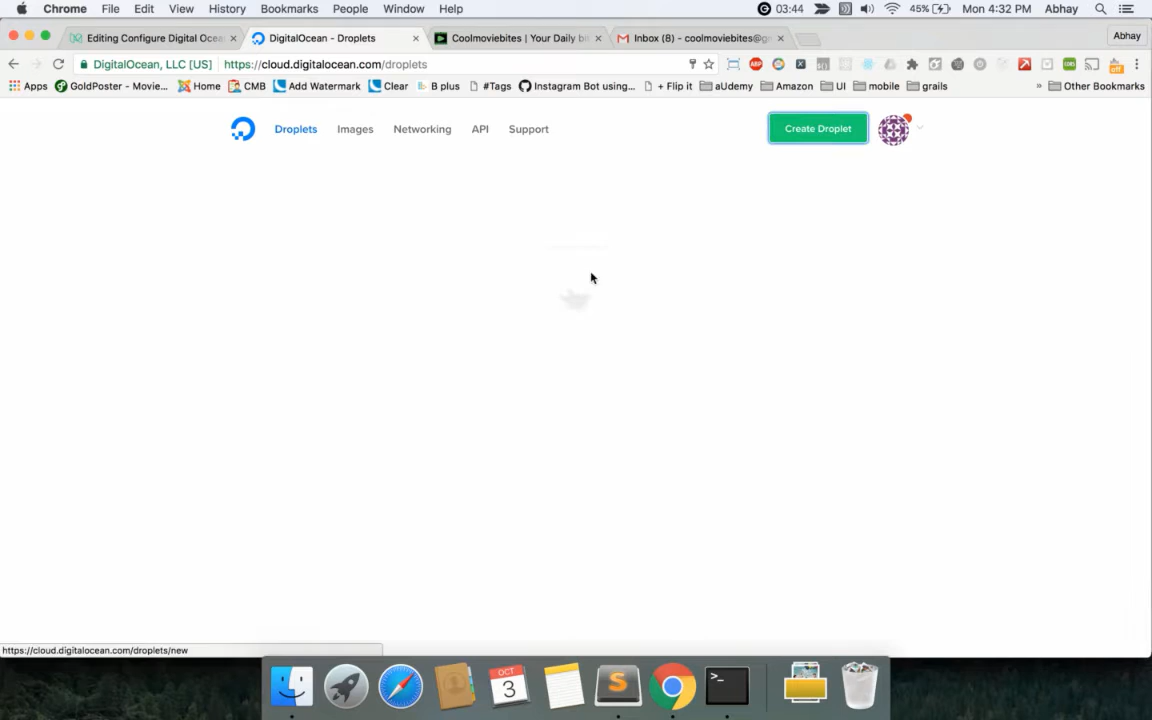 Chrome File Edit View History Bookmarks People Window Help 03:44 45% Mon 4:32 PM Abhay
Editing Configure Digital Ocea DigitalOcean - Droplets Coolmoviebites | Your Daily bi Inbox (8) - coolmoviebites@g Abhay
DigitalOcean, LLC [US] https://cloud.digitalocean.com/droplets
Apps GoldPoster - Movie... Home CMB Add Watermark Clear B plus #Tags Instagram Bot using... + Flip it aUdemy Amazon UI mobile grails » Other Bookmarks
Droplets Images Networking API Support Create Droplet
https://cloud.digitalocean.com/droplets/new
OCT
3
S
>_